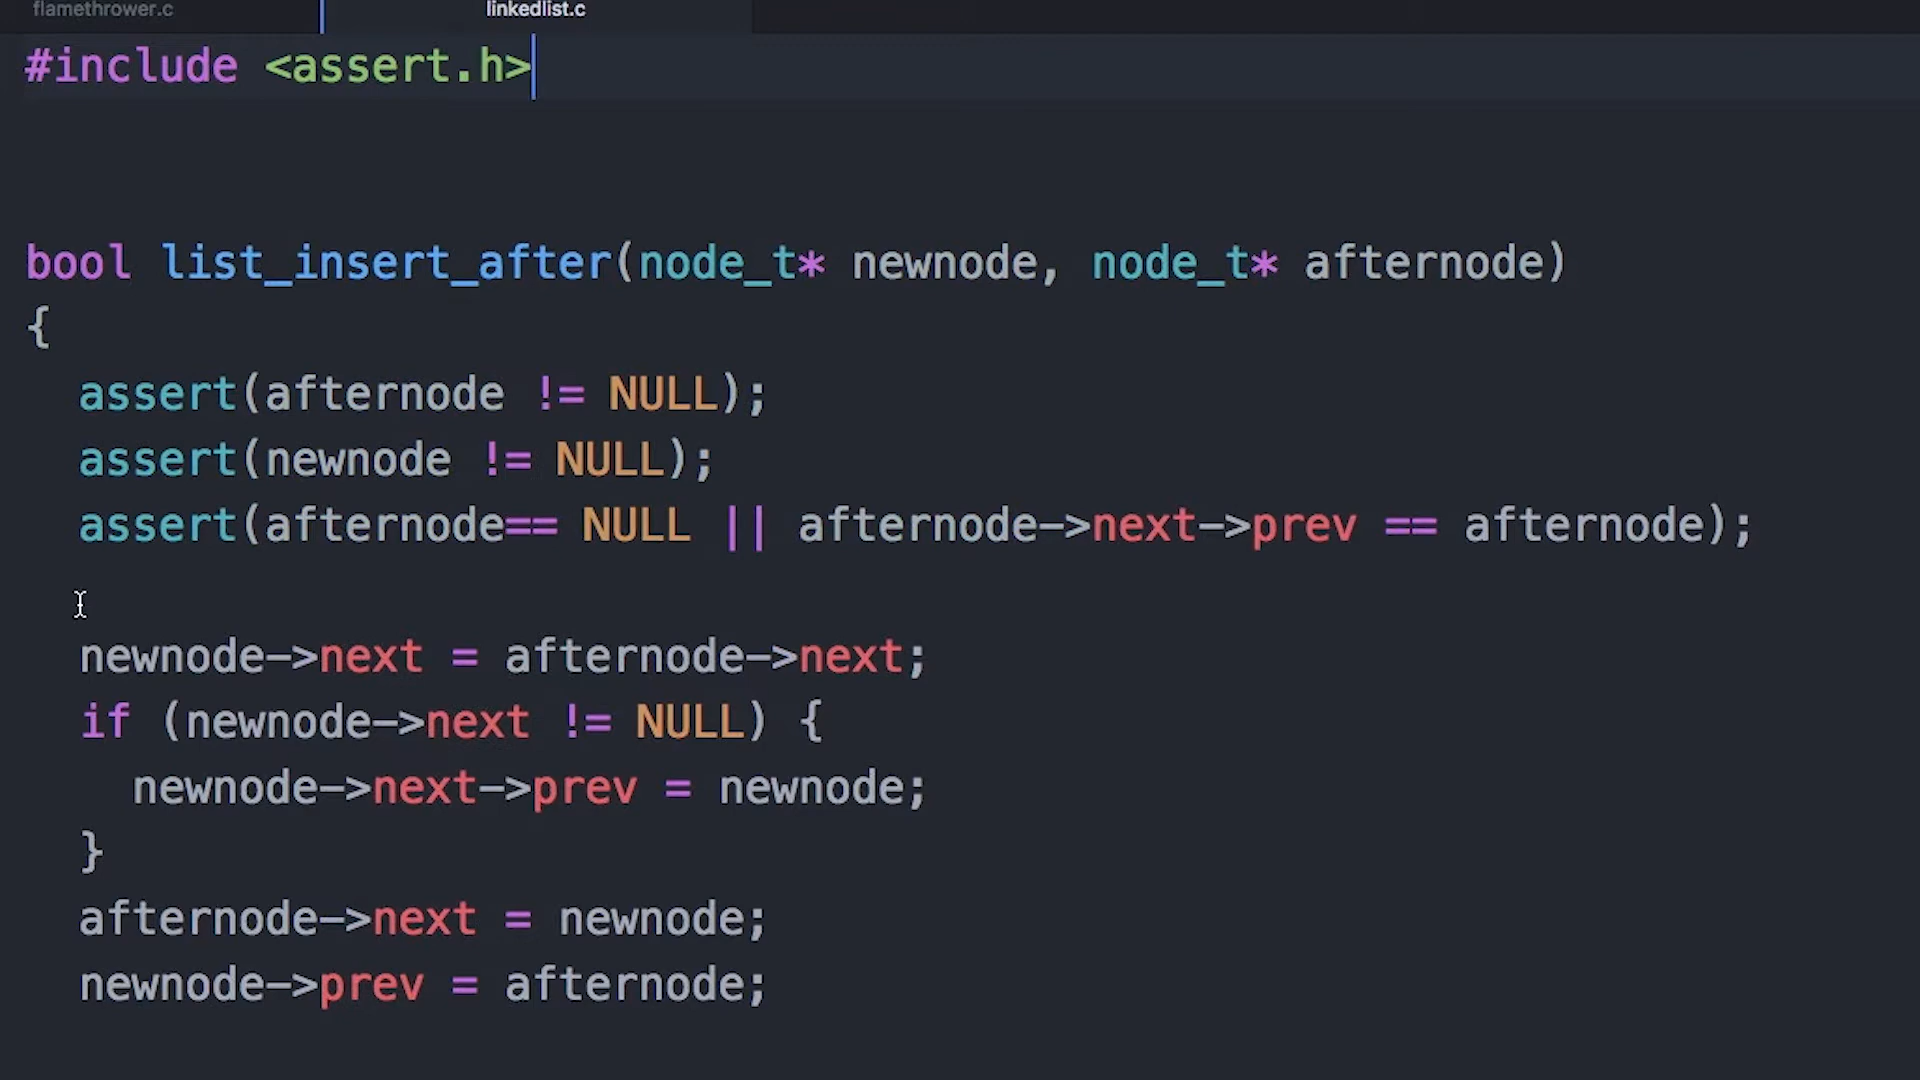 flamethrower.c
linkedlist.c
#include <assert.h>
bool list_insert_after(node_t* newnode, node_t* afternode)
{
  assert(afternode != NULL);
  assert(newnode != NULL);
  assert(afternode== NULL || afternode->next->prev == afternode);
  newnode->next = afternode->next;
  if (newnode->next != NULL) {
    newnode->next->prev = newnode;
  }
  afternode->next = newnode;
  newnode->prev = afternode;